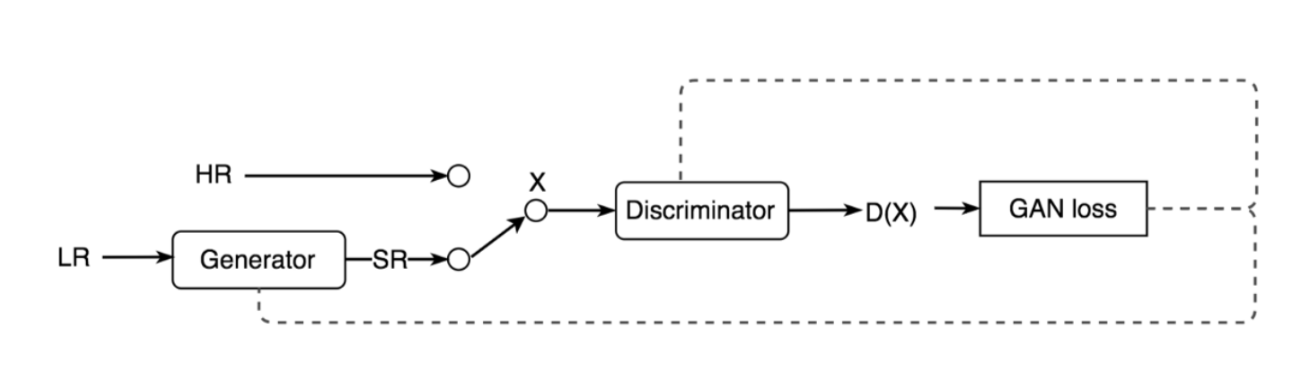 HR
X
LR
Generator
SR
Discriminator
D(X)
GAN loss